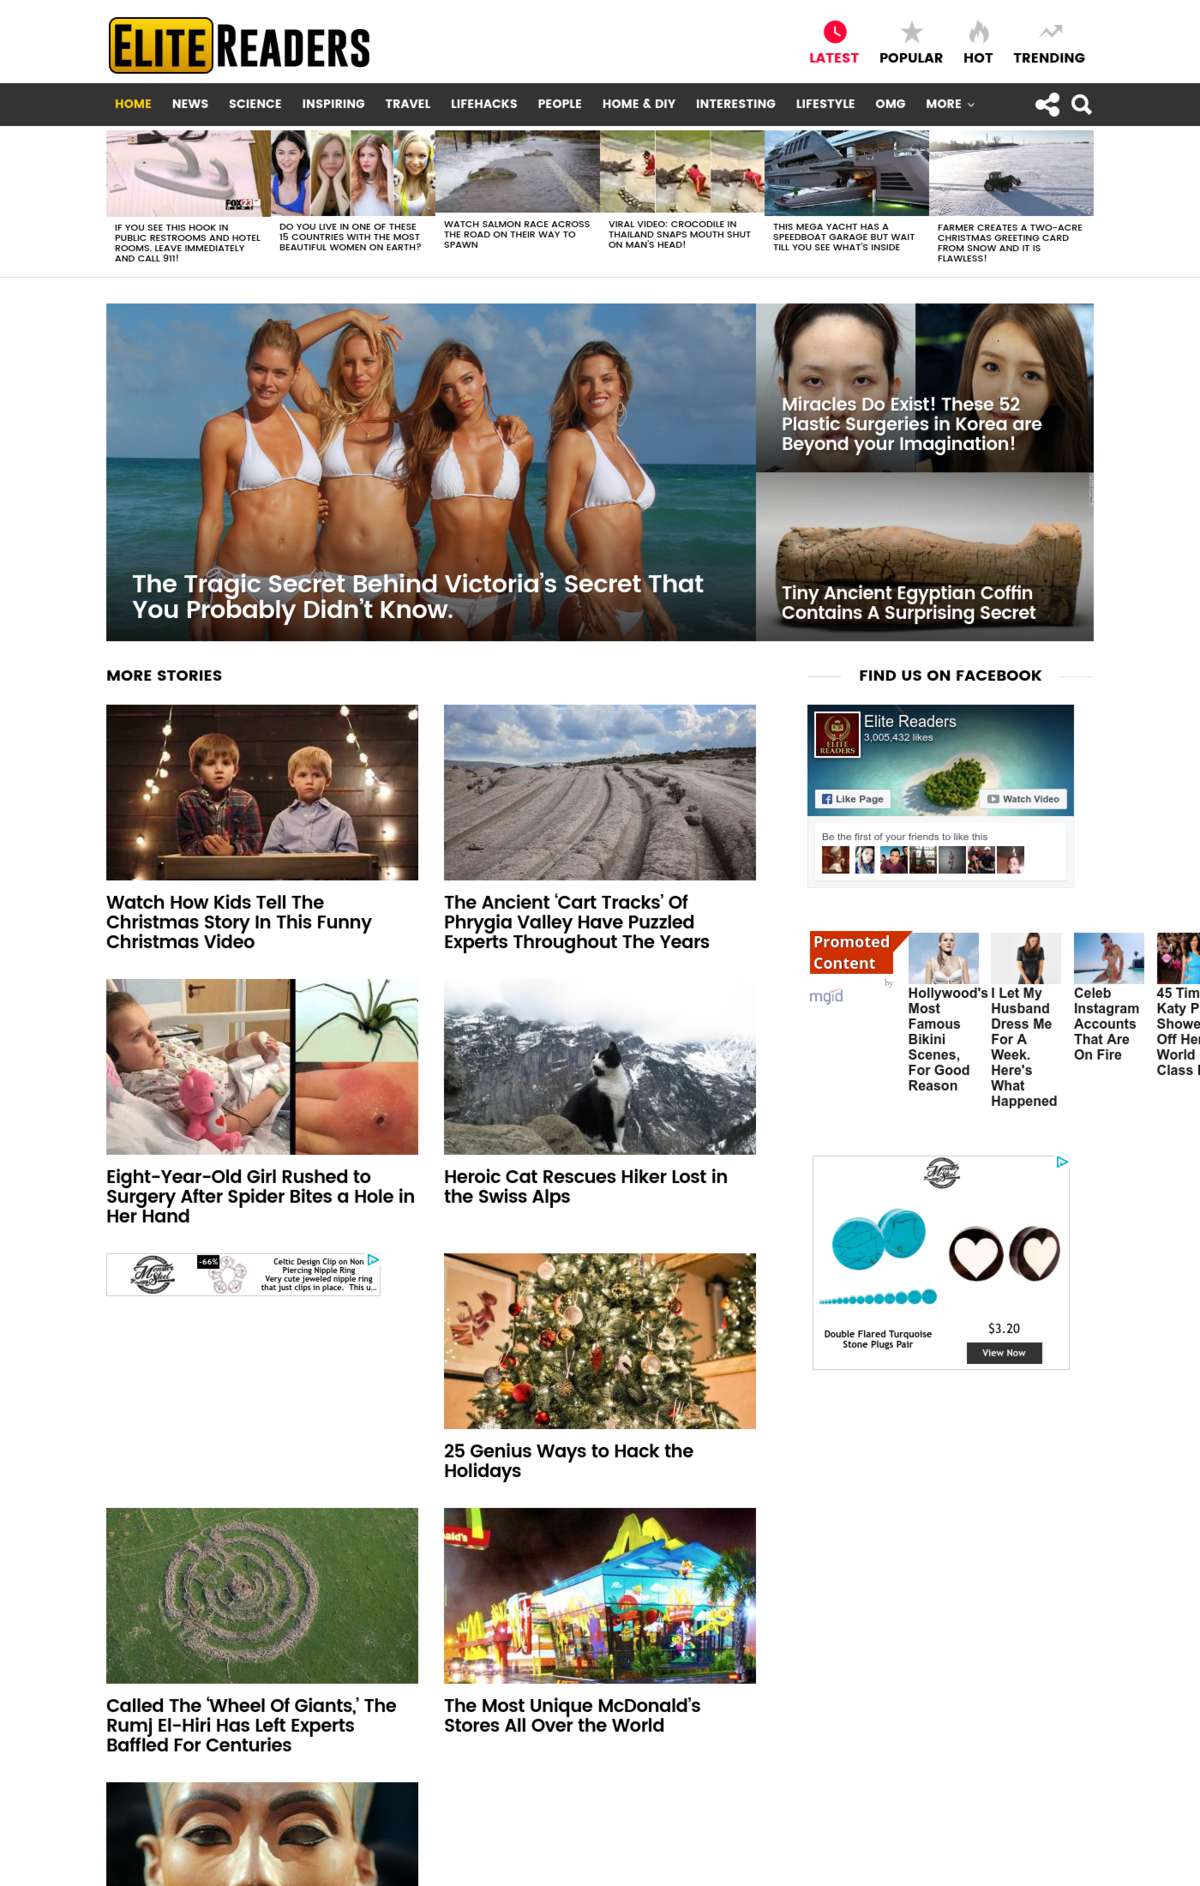 ELITE READERS
LATEST
POPULAR
HOT
TRENDING
HOME
NEWS
SCIENCE
INSPIRING
TRAVEL
LIFEHACKS
PEOPLE
HOME & DIY
INTERESTING
LIFESTYLE
OMG
MORE
IF YOU SEE THIS HOOK IN
PUBLIC RESTROOMS AND HOTEL
ROOMS. LEAVE IMMEDIATELY
AND CALL 911!
DO YOU LIVE IN ONE OF THESE
15 COUNTRIES WITH THE MOST
BEAUTIFUL WOMEN ON EARTH?
WATCH SALMON RACE ACROSS
THE ROAD ON THEIR WAY TO
SPAWN
VIRAL VIDEO: CROCODILE IN
THAILAND SNAPS MOUTH SHUT
ON MAN'S HEAD!
THIS MEGA YACHT HAS A
SPEEDBOAT GARAGE BUT WAIT
TILL YOU SEE WHAT'S INSIDE
FARMER CREATES A TWO-ACRE
CHRISTMAS GREETING CARD
FROM SNOW AND IT IS
FLAWLESS!
The Tragic Secret Behind Victoria's Secret That
You Probably Didn't Know.
Miracles Do Exist! These 52
Plastic Surgeries in Korea are
Beyond your Imagination!
Tiny Ancient Egyptian Coffin
Contains A Surprising Secret
MORE STORIES
FIND US ON FACEBOOK
Watch How Kids Tell The
Christmas Story In This Funny
Christmas Video
The Ancient 'Cart Tracks' Of
Phrygia Valley Have Puzzled
Experts Throughout The Years
ELITE
READERS
Elite Readers
3,005,432 likes
Like Page
Watch Video
Be the first of your friends to like this
Promoted
Content
by
mgid
Hollywood's
Most
Famous
Bikini
Scenes,
For Good
Reason
I Let My
Husband
Dress Me
For A
Week.
Here's
What
Happened
Celeb
Instagram
Accounts
That Are
On Fire
45 Tim
Katy P
Showe
Off He
World
Class
Eight-Year-Old Girl Rushed to
Surgery After Spider Bites a Hole in
Her Hand
Heroic Cat Rescues Hiker Lost in
the Swiss Alps
Monster
Steel
-66%
Celtic Design Clip on Non
Piercing Nipple Ring
Very cute jeweled nipple ring
that just clips in place. This u...
Monster
Steel
Double Flared Turquoise
Stone Plugs Pair
$3.20
View Now
25 Genius Ways to Hack the
Holidays
Called The 'Wheel Of Giants,' The
Rumj El-Hiri Has Left Experts
Baffled For Centuries
The Most Unique McDonald's
Stores All Over the World